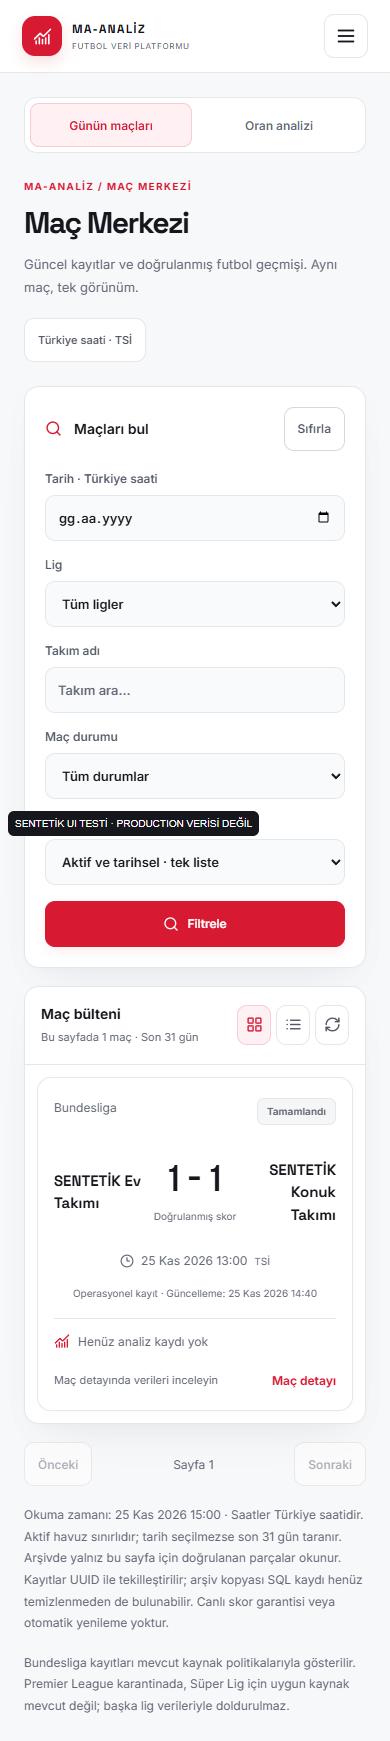 MA-ANALİZ
FUTBOL VERİ PLATFORMU
Günün maçları
Oran analizi
MA-ANALİZ / MAÇ MERKEZİ
Maç Merkezi
Güncel kayıtlar ve doğrulanmış futbol geçmişi. Aynı
maç, tek görünüm.
Türkiye saati · TSİ
Maçları bul
Sıfırla
Tarih · Türkiye saati
gg.aa.yyyy
Lig
Tüm ligler
Takım adı
Takım ara...
Maç durumu
Tüm durumlar
SENTETİK UI TESTİ · PRODUCTION VERİSİ DEĞİL
Aktif ve tarihsel · tek liste
Filtrele
Maç bülteni
Bu sayfada 1 maç · Son 31 gün
Bundesliga
Tamamlandı
SENTETİK Ev
Takımı
1 - 1
Doğrulanmış skor
SENTETİK
Konuk
Takımı
25 Kas 2026 13:00 TSİ
Operasyonel kayıt · Güncelleme: 25 Kas 2026 14:40
Henüz analiz kaydı yok
Maç detayında verileri inceleyin
Maç detayı
Önceki
Sayfa 1
Sonraki
Okuma zamanı: 25 Kas 2026 15:00 · Saatler Türkiye saatidir.
Aktif havuz sınırlıdır; tarih seçilmezse son 31 gün taranır.
Arşivde yalnız bu sayfa için doğrulanan parçalar okunur.
Kayıtlar UUID ile tekilleştirilir; arşiv kopyası SQL kaydı henüz
temizlenmeden de bulunabilir. Canlı skor garantisi veya
otomatik yenileme yoktur.
Bundesliga kayıtları mevcut kaynak politikalarıyla gösterilir.
Premier League karantinada, Süper Lig için uygun kaynak
mevcut değil; başka lig verileriyle doldurulmaz.